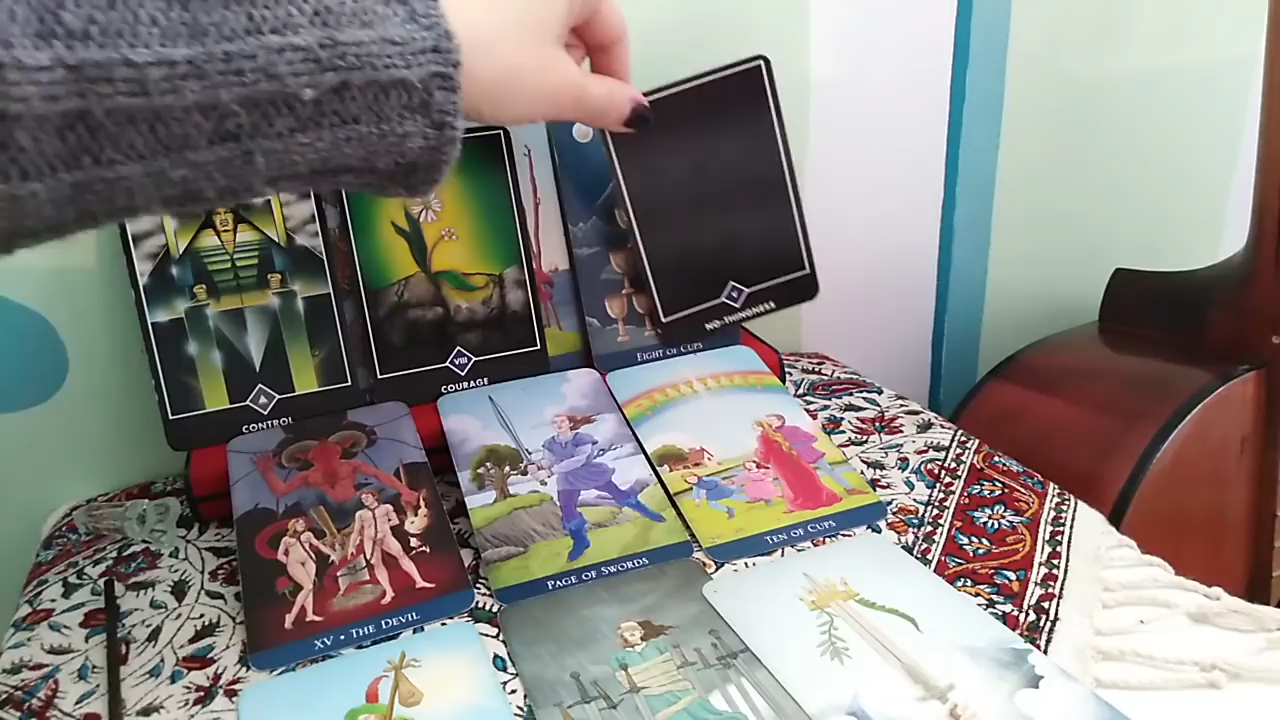 NO-THINGNESS
EIGHT OF CUPS
VIII
COURAGE
CONTROL
TEN OF CUPS
PAGE OF SWORDS
XV • THE DEVIL